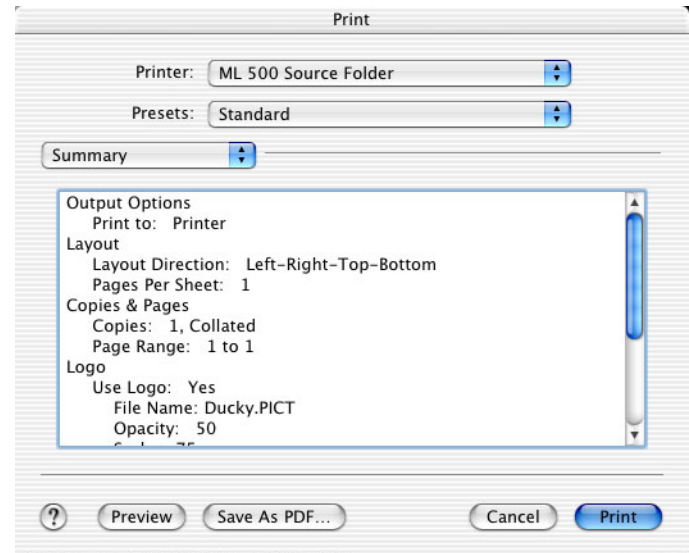 Print
Printer: ML 500 Source Folder
Presets: Standard
Summary
Output Options
Print to: Printer
Layout
Layout Direction: Left-Right-Top-Bottom
Pages Per Sheet: 1
Copies & Pages
Copies: 1, Collated
Page Range: 1 to 1
Logo
Use Logo: Yes
File Name: Ducky.PICT
Opacity: 50
? Preview Save As PDF... Cancel Print